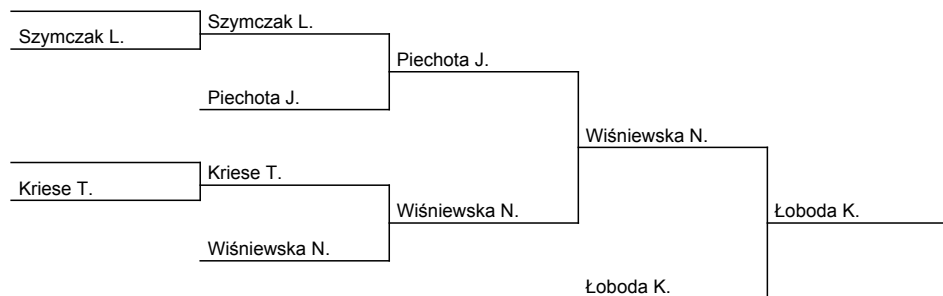 Szymczak L.
Szymczak L.
Piechota J.
Piechota J.
Wiśniewska N.
Kriese T.
Kriese T.
Wiśniewska N.
Łoboda K.
Wiśniewska N.
Łoboda K.